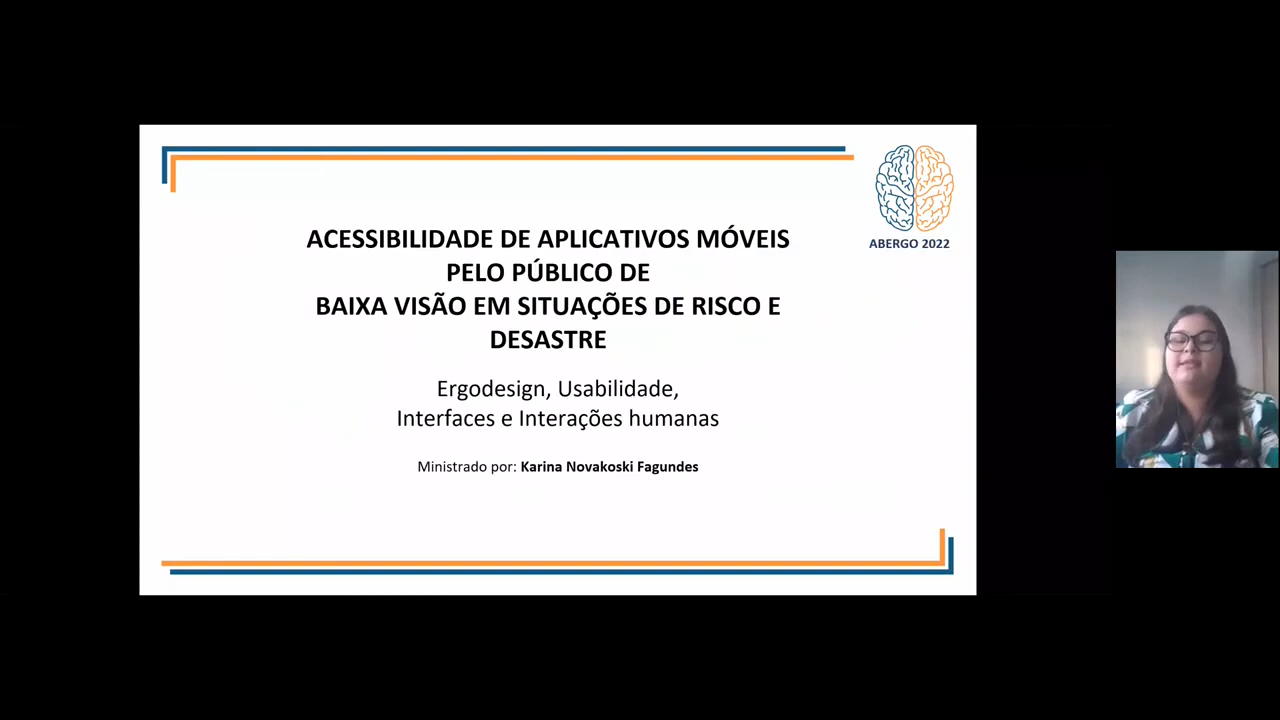 ABERGO 2022
ACESSIBILIDADE DE APLICATIVOS MÓVEIS
PELO PÚBLICO DE
BAIXA VISÃO EM SITUAÇÕES DE RISCO E
DESASTRE
Ergodesign, Usabilidade,
Interfaces e Interações humanas
Ministrado por: Karina Novakoski Fagundes